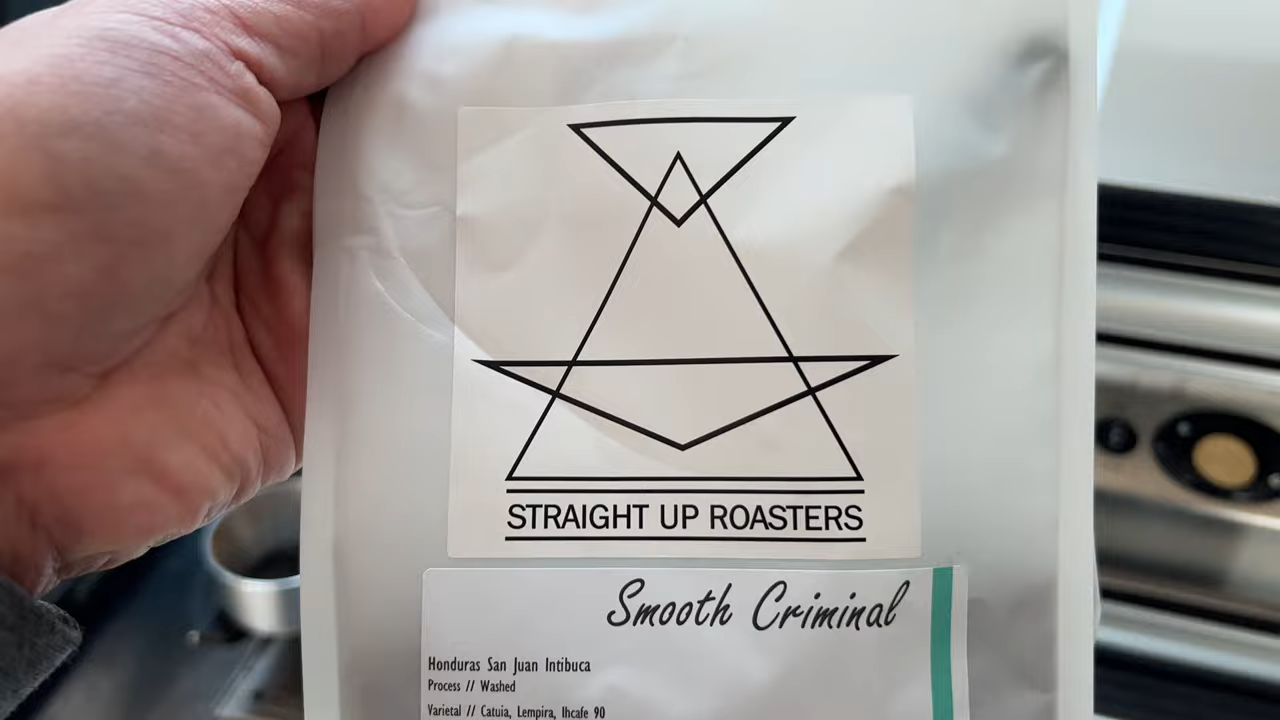 STRAIGHT UP ROASTERS
Smooth Criminal
Honduras San Juan Intibuca
Process // Washed
Varietal // Catuia, Lempira, Ihcafe 90